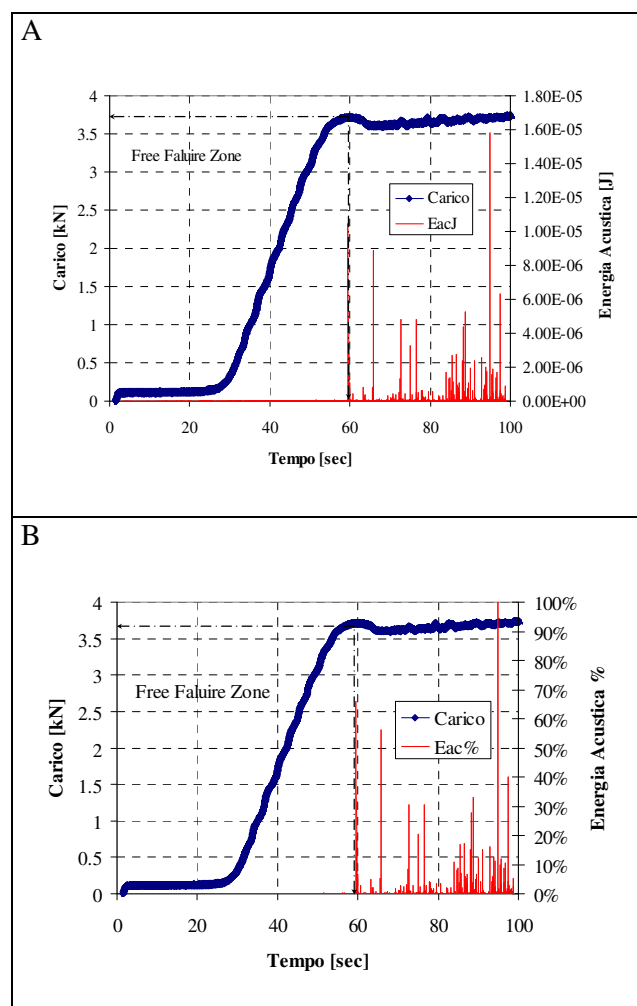 A
4
3.5
3
2.5
2
1.5
1
0.5
0
Carico [kN]
Free Faluire Zone
Carico
EacJ
1.80E-05
1.60E-05
1.40E-05
1.20E-05
1.00E-05
8.00E-06
6.00E-06
4.00E-06
2.00E-06
0.00E+00
Energia Acustica [J]
0 20 40 60 80 100
Tempo [sec]
B
4
3.5
3
2.5
2
1.5
1
0.5
0
Carico [kN]
Free Faluire Zone
Carico
Eac%
100%
90%
80%
70%
60%
50%
40%
30%
20%
10%
0%
Energia Acustica %
0 20 40 60 80 100
Tempo [sec]